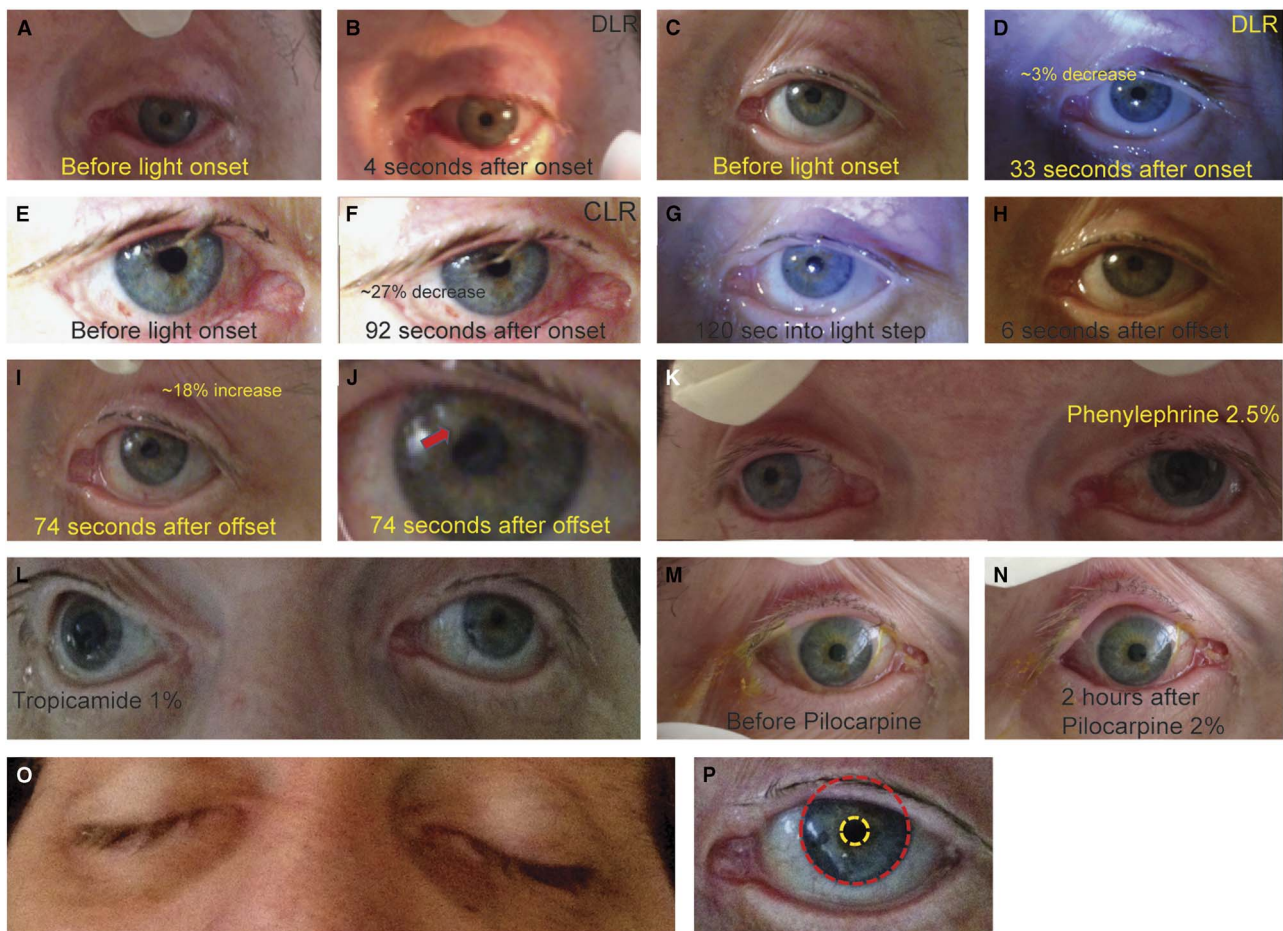 A
Before light onset
B
DLR
4 seconds after onset
C
Before light onset
D
DLR
~3% decrease
33 seconds after onset
E
Before light onset
F
CLR
~27% decrease
92 seconds after onset
G
120 sec into light step
H
6 seconds after offset
I
~18% increase
74 seconds after offset
J
74 seconds after offset
K
Phenylephrine 2.5%
L
Tropicamide 1%
M
Before Pilocarpine
N
2 hours after
Pilocarpine 2%
O
P